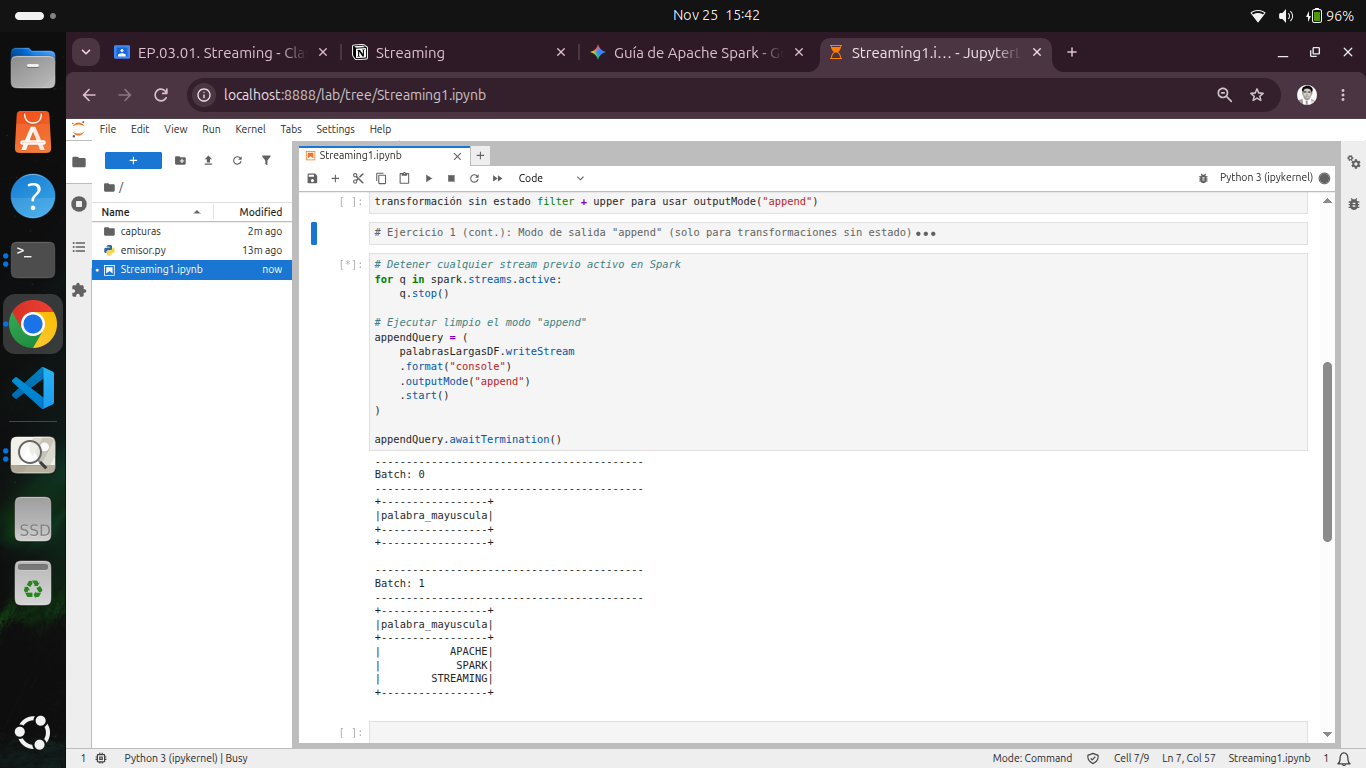 Nov 25 15:42
96%
EP.03.01. Streaming - Cla
Streaming
Guía de Apache Spark - G
Streaming1.i… - JupyterL
localhost:8888/lab/tree/Streaming1.ipynb
File Edit View Run Kernel Tabs Settings Help
Streaming1.ipynb
Code
Python 3 (ipykernel)
/
Name Modified
capturas 2m ago
emisor.py 13m ago
Streaming1.ipynb now
[ ]: transformación sin estado filter + upper para usar outputMode("append")
# Ejercicio 1 (cont.): Modo de salida "append" (solo para transformaciones sin estado)
[*]: # Detener cualquier stream previo activo en Spark
for q in spark.streams.active:
    q.stop()
# Ejecutar limpio el modo "append"
appendQuery = (
    palabrasLargasDF.writeStream
    .format("console")
    .outputMode("append")
    .start()
)
appendQuery.awaitTermination()
-------------------------------------------
Batch: 0
-------------------------------------------
+-----------------+
|palabra_mayuscula|
+-----------------+
+-----------------+
-------------------------------------------
Batch: 1
-------------------------------------------
+-----------------+
|palabra_mayuscula|
+-----------------+
|           APACHE|
|            SPARK|
|        STREAMING|
+-----------------+
[ ]:
SSD
1 Python 3 (ipykernel) | Busy
Mode: Command Cell 7/9 Ln 7, Col 57 Streaming1.ipynb 1